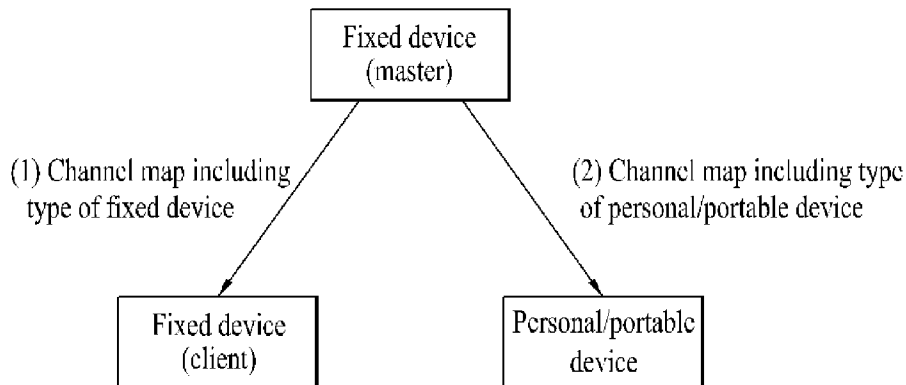 Fixed device
(master)
(1) Channel map including
type of fixed device
(2) Channel map including type
of personal/portable device
Fixed device
(client)
Personal/portable
device